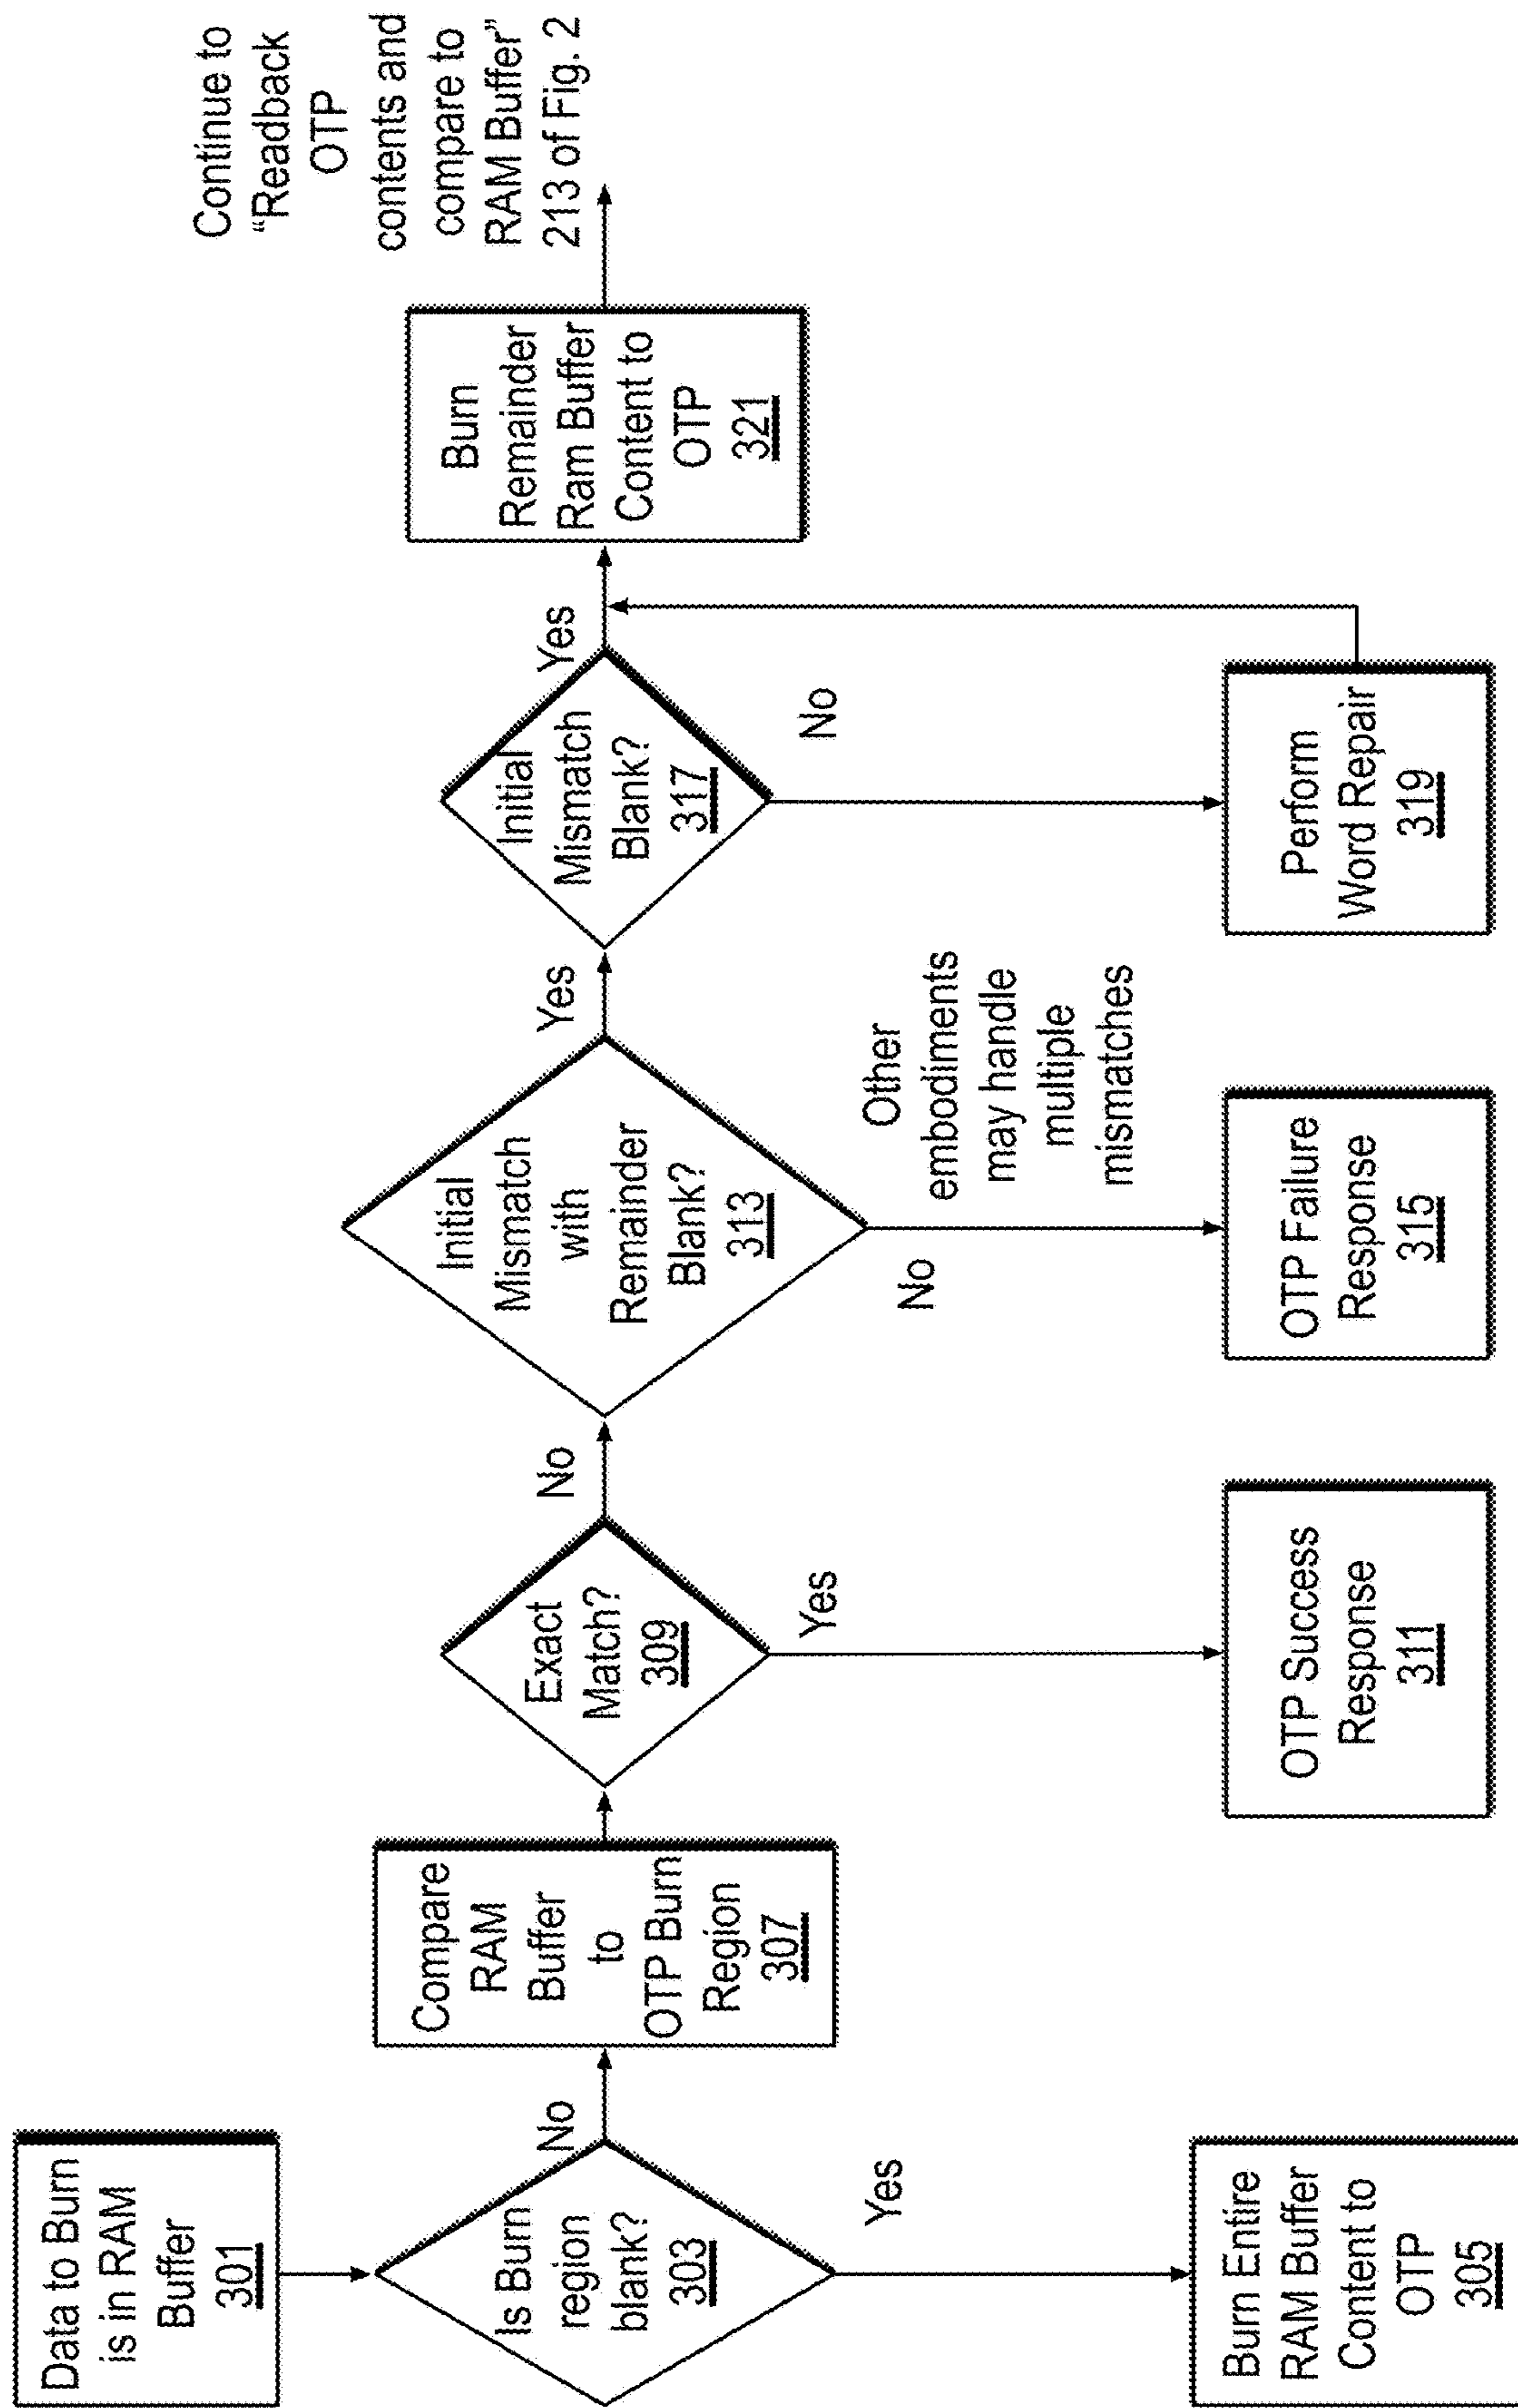 Data to Burn
is in RAM
Buffer
301
Is Burn
region
blank?
303
No
Yes
Burn Entire
RAM Buffer
Content to
OTP
305
Compare
RAM
Buffer
to
OTP Burn
Region
307
Exact
Match?
309
No
Yes
OTP Success
Response
311
Initial
Mismatch
with
Remainder
Blank?
313
Yes
No
Other
embodiments
may handle
multiple
mismatches
OTP Failure
Response
315
Initial
Mismatch
Blank?
317
Yes
No
Perform
Word Repair
319
Burn
Remainder
Ram Buffer
Content to
OTP
321
Continue to
“Readback
OTP
contents and
compare to
RAM Buffer”
213 of Fig. 2